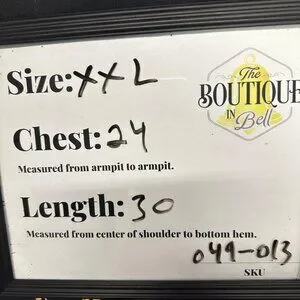 Size: XXL
The
BOUTIQUE
IN
Bell
Chest: 24
Measured from armpit to armpit.
Length: 30
Measured from center of shoulder to bottom hem.
049-013
SKU